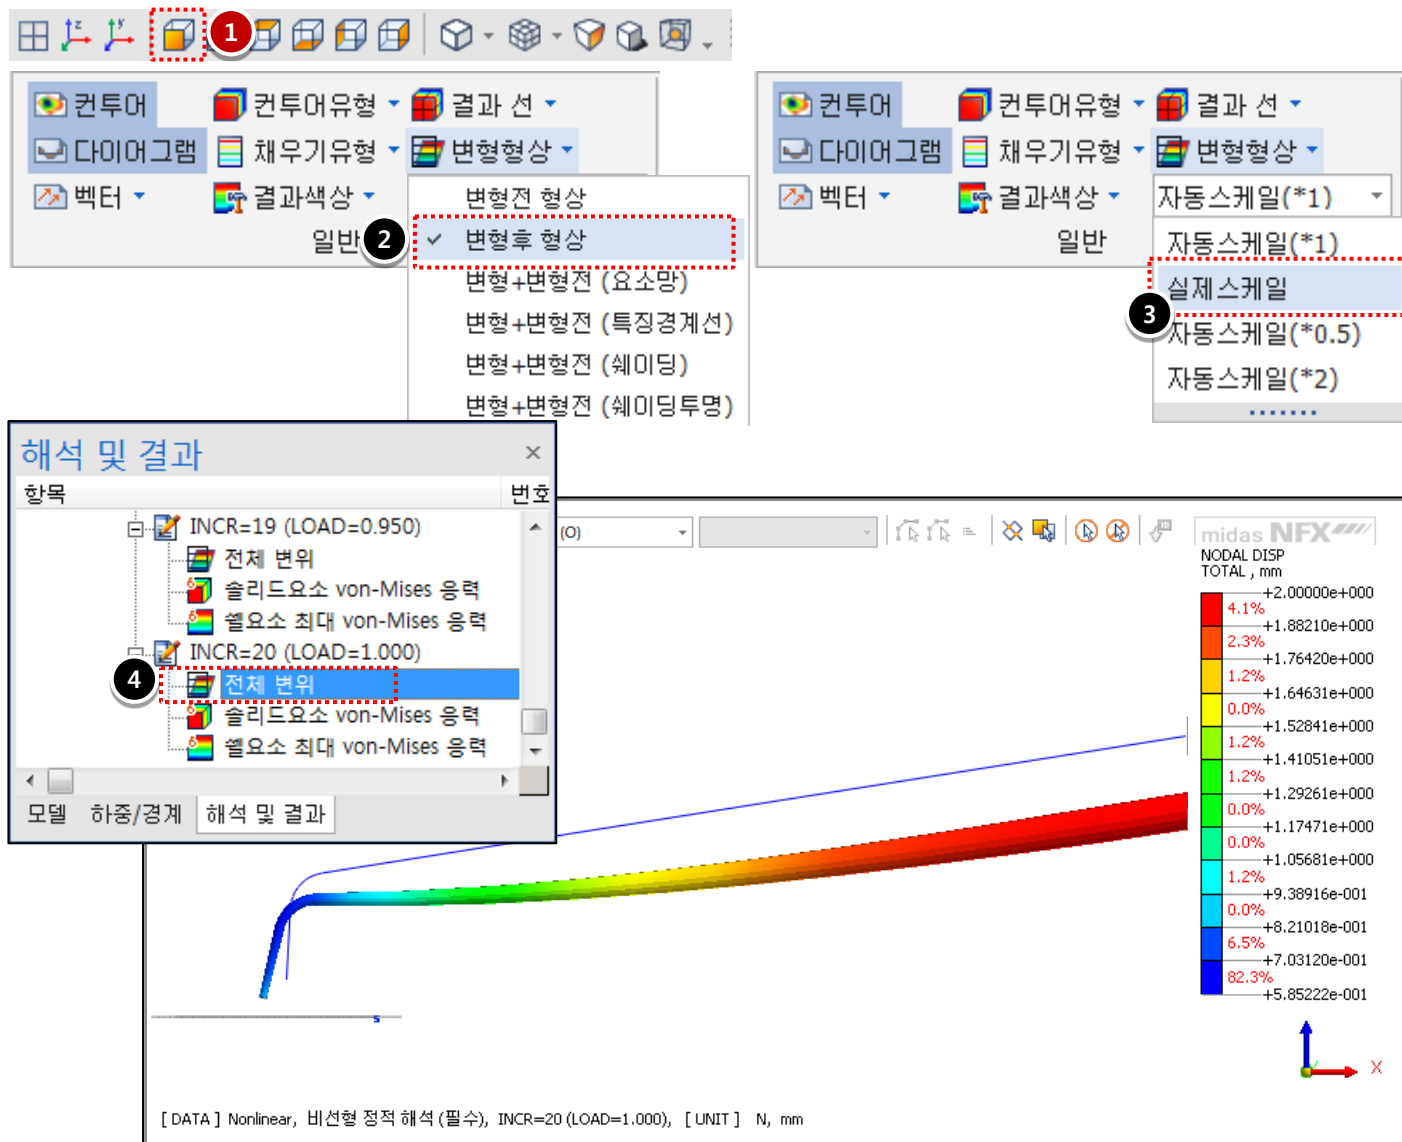 1
컨투어 컨투어유형 결과 선
다이어그램 채우기유형 변형형상
벡터 결과색상
일반
2
변형전 형상
변형후 형상
변형+변형전 (요소망)
변형+변형전 (특징경계선)
변형+변형전 (쉐이딩)
변형+변형전 (쉐이딩투명)
컨투어 컨투어유형 결과 선
다이어그램 채우기유형 변형형상
벡터 결과색상 자동스케일(*1)
일반
자동스케일(*1)
실제스케일
3
자동스케일(*0.5)
자동스케일(*2)
해석 및 결과
항목 번호
INCR=19 (LOAD=0.950)
전체 변위
솔리드요소 von-Mises 응력
쉘요소 최대 von-Mises 응력
INCR=20 (LOAD=1.000)
4
전체 변위
솔리드요소 von-Mises 응력
쉘요소 최대 von-Mises 응력
모델 하중/경계 해석 및 결과
(O)
midas NFX
NODAL DISP
TOTAL , mm
+2.00000e+000
4.1%
+1.88210e+000
2.3%
+1.76420e+000
1.2%
+1.64631e+000
0.0%
+1.52841e+000
1.2%
+1.41051e+000
1.2%
+1.29261e+000
0.0%
+1.17471e+000
0.0%
+1.05681e+000
1.2%
+9.38916e-001
0.0%
+8.21018e-001
6.5%
+7.03120e-001
82.3%
+5.85222e-001
S
X
[ DATA ] Nonlinear, 비선형 정적 해석 (필수), INCR=20 (LOAD=1.000), [ UNIT ] N, mm